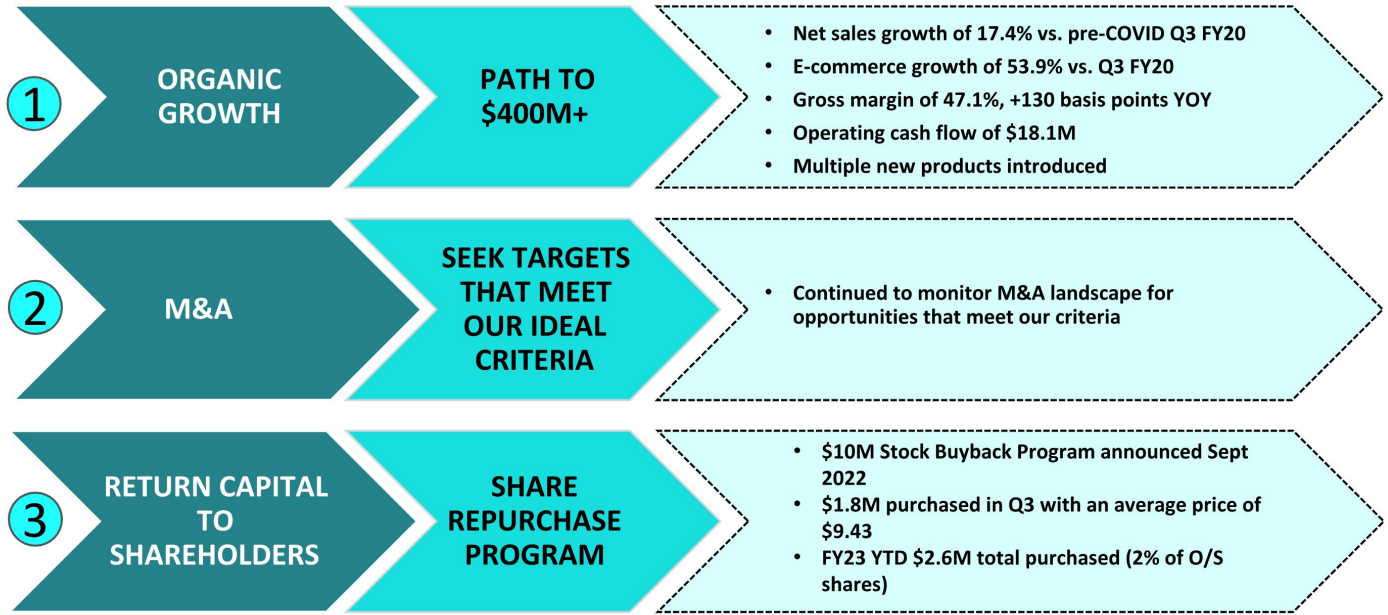 1
ORGANIC
GROWTH
PATH TO
$400M+
• Net sales growth of 17.4% vs. pre-COVID Q3 FY20
• E-commerce growth of 53.9% vs. Q3 FY20
• Gross margin of 47.1%, +130 basis points YOY
• Operating cash flow of $18.1M
• Multiple new products introduced
2
M&A
SEEK TARGETS
THAT MEET
OUR IDEAL
CRITERIA
• Continued to monitor M&A landscape for
opportunities that meet our criteria
3
RETURN CAPITAL
TO
SHAREHOLDERS
SHARE
REPURCHASE
PROGRAM
• $10M Stock Buyback Program announced Sept
2022
• $1.8M purchased in Q3 with an average price of
$9.43
• FY23 YTD $2.6M total purchased (2% of O/S
shares)